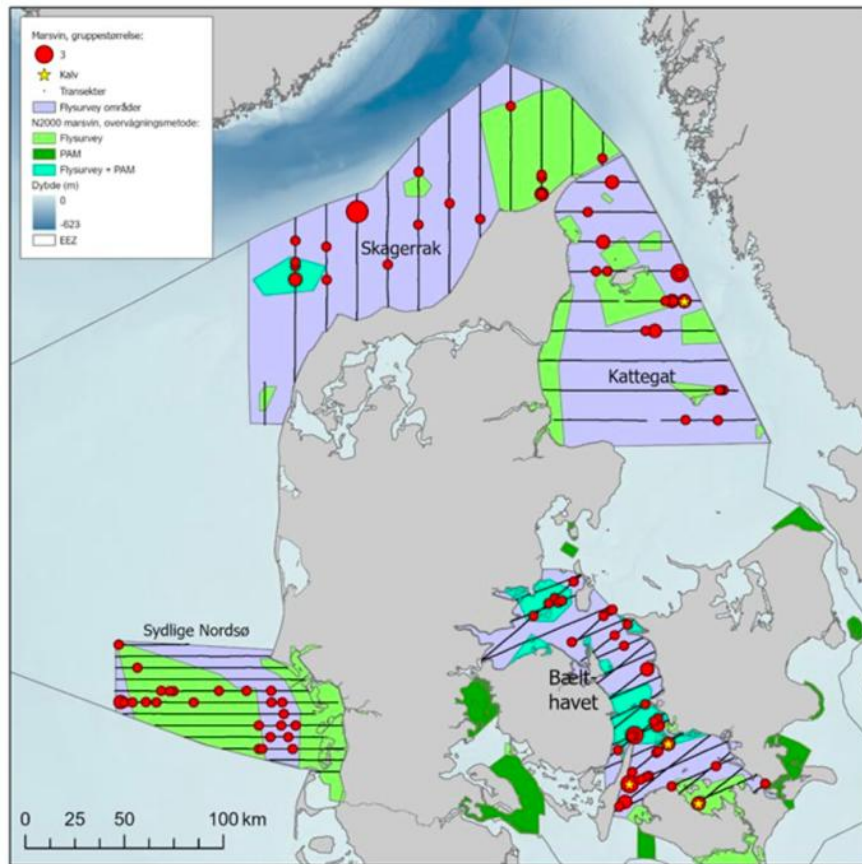 Marsvin, gruppestørrelse:
3
Kalv
Transekter
Flysurvey områder
N2000 marsvin, overvågningsmetode:
Flysurvey
PAM
Flysurvey + PAM
Dybde (m)
0
-623
EEZ
Skagerrak
Kattegat
Sydlige Nordsø
Bælt-
havet
0 25 50 100 km